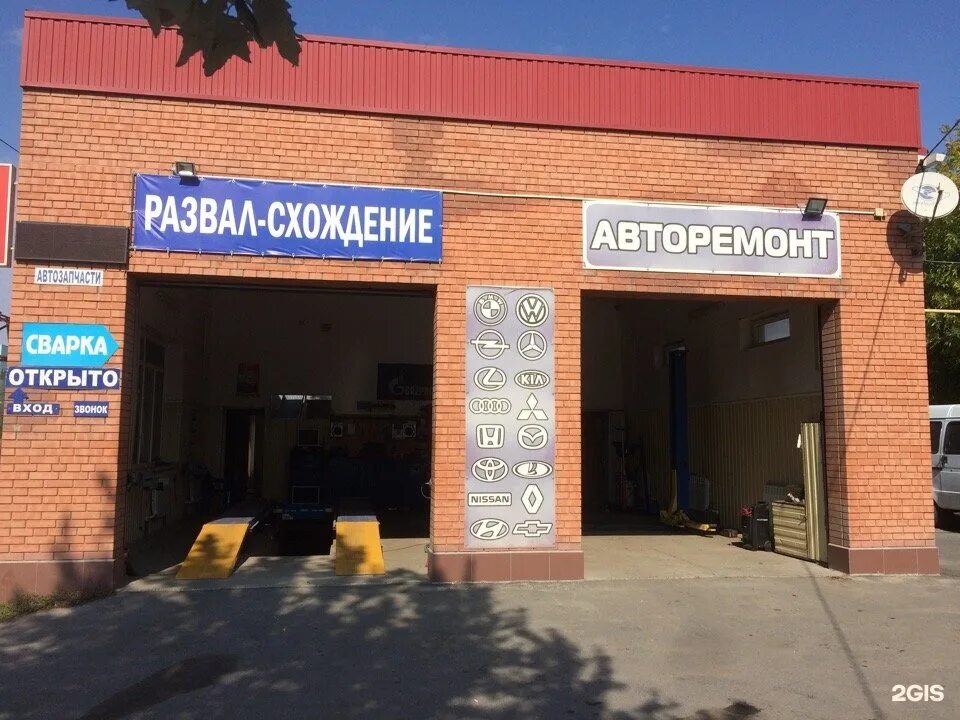 РАЗВАЛ-СХОЖДЕНИЕ
АВТОРЕМОНТ
АВТОЗАПЧАСТИ
СВАРКА
ОТКРЫТО
ВХОД
ЗВОНОК
KIA
NISSAN
2GIS